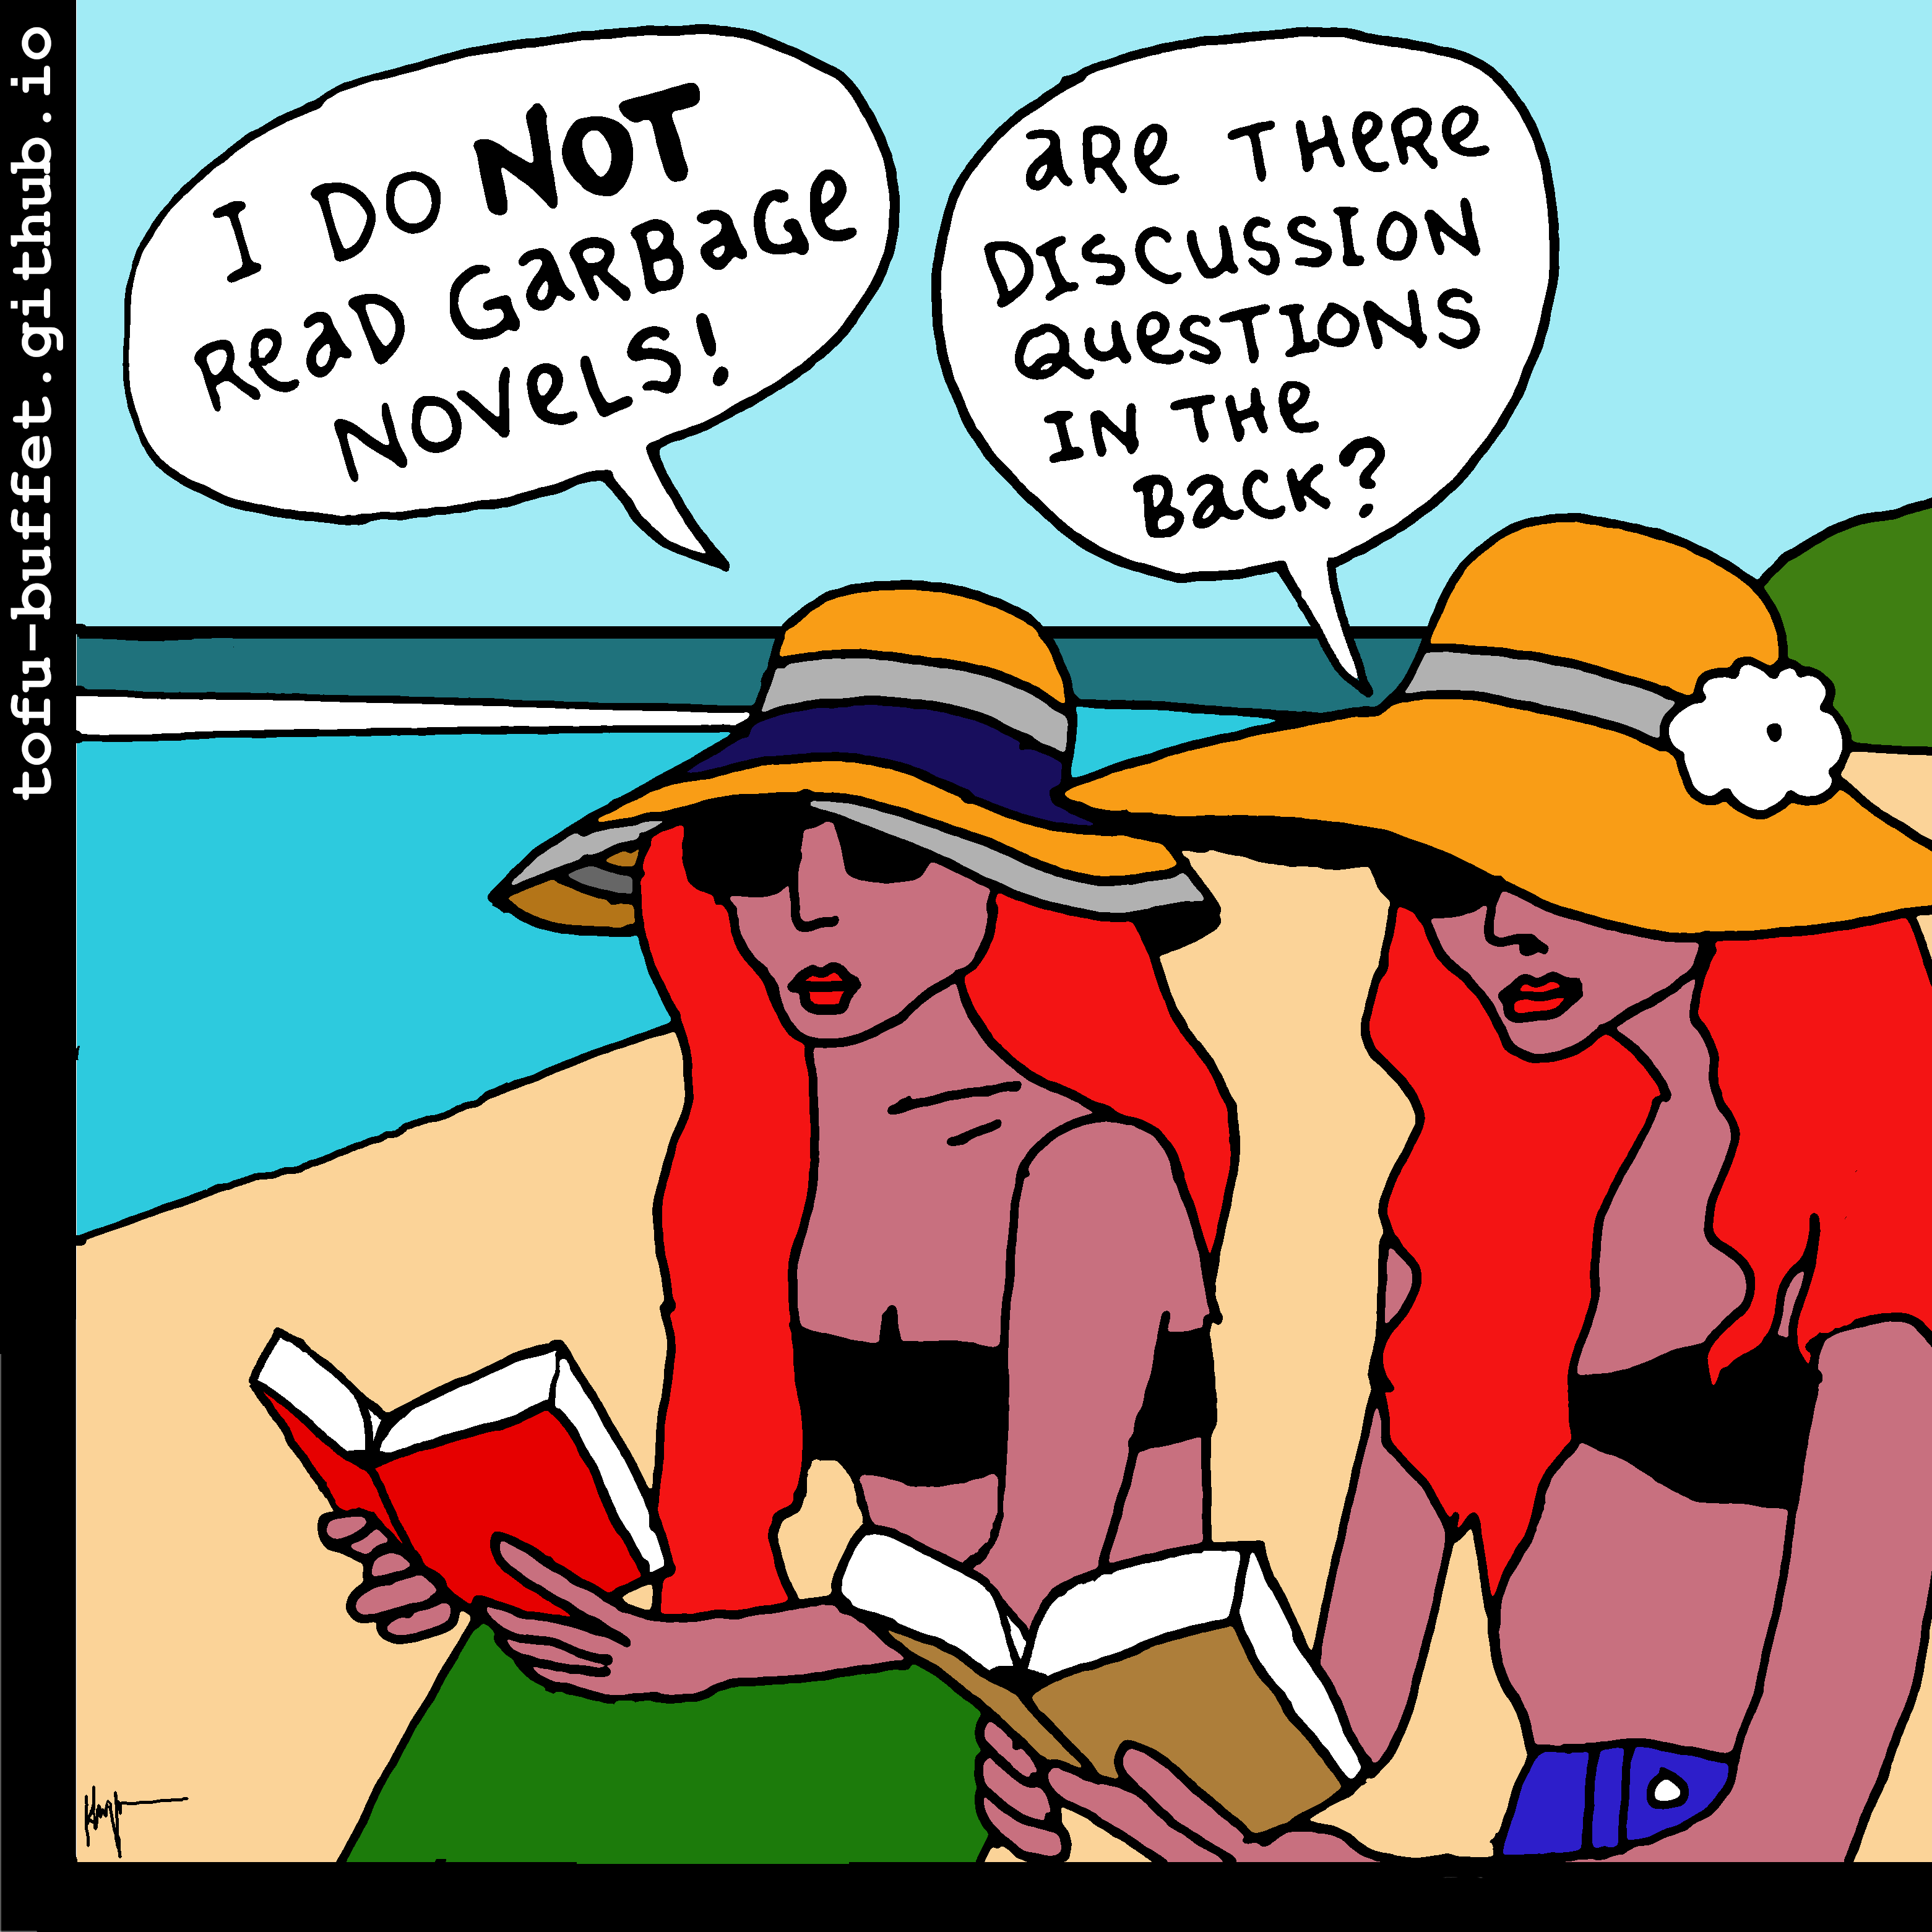 tofu-buffet.github.io
I DO NOT
ReaD GaRBaGe
NOVeLS!
aRe THeRe
DISCUSSION
QUeSTIONS
IN THe
Back?